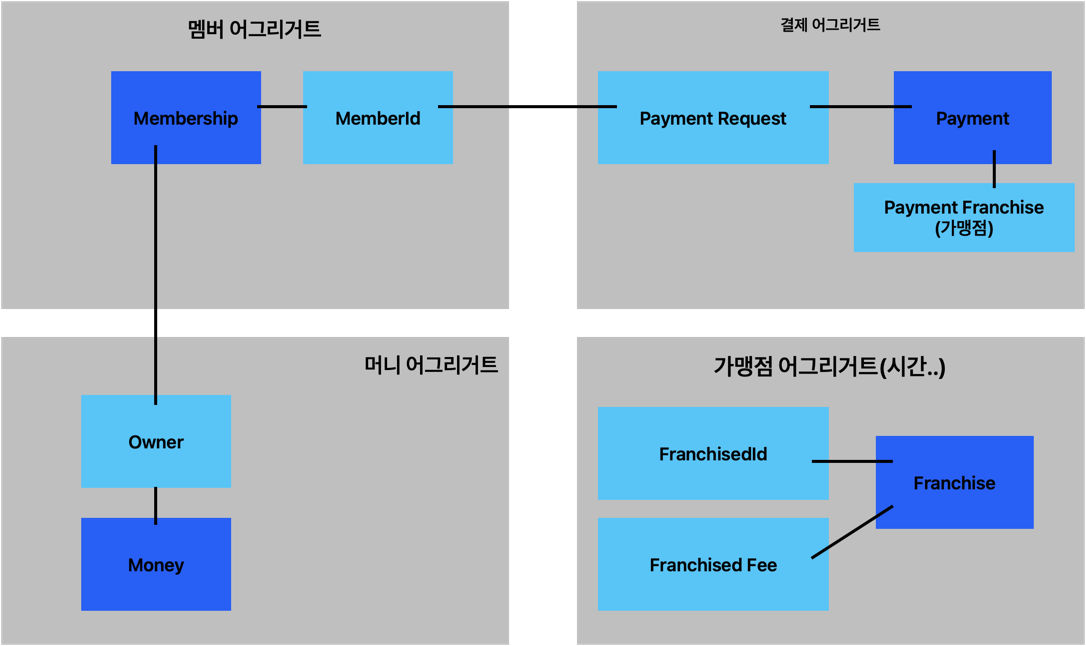 멤버 어그리거트
Membership
MemberId
결제 어그리거트
Payment Request
Payment
Payment Franchise
(가맹점)
머니 어그리거트
Owner
Money
가맹점 어그리거트(시간..)
FranchisedId
Franchise
Franchised Fee